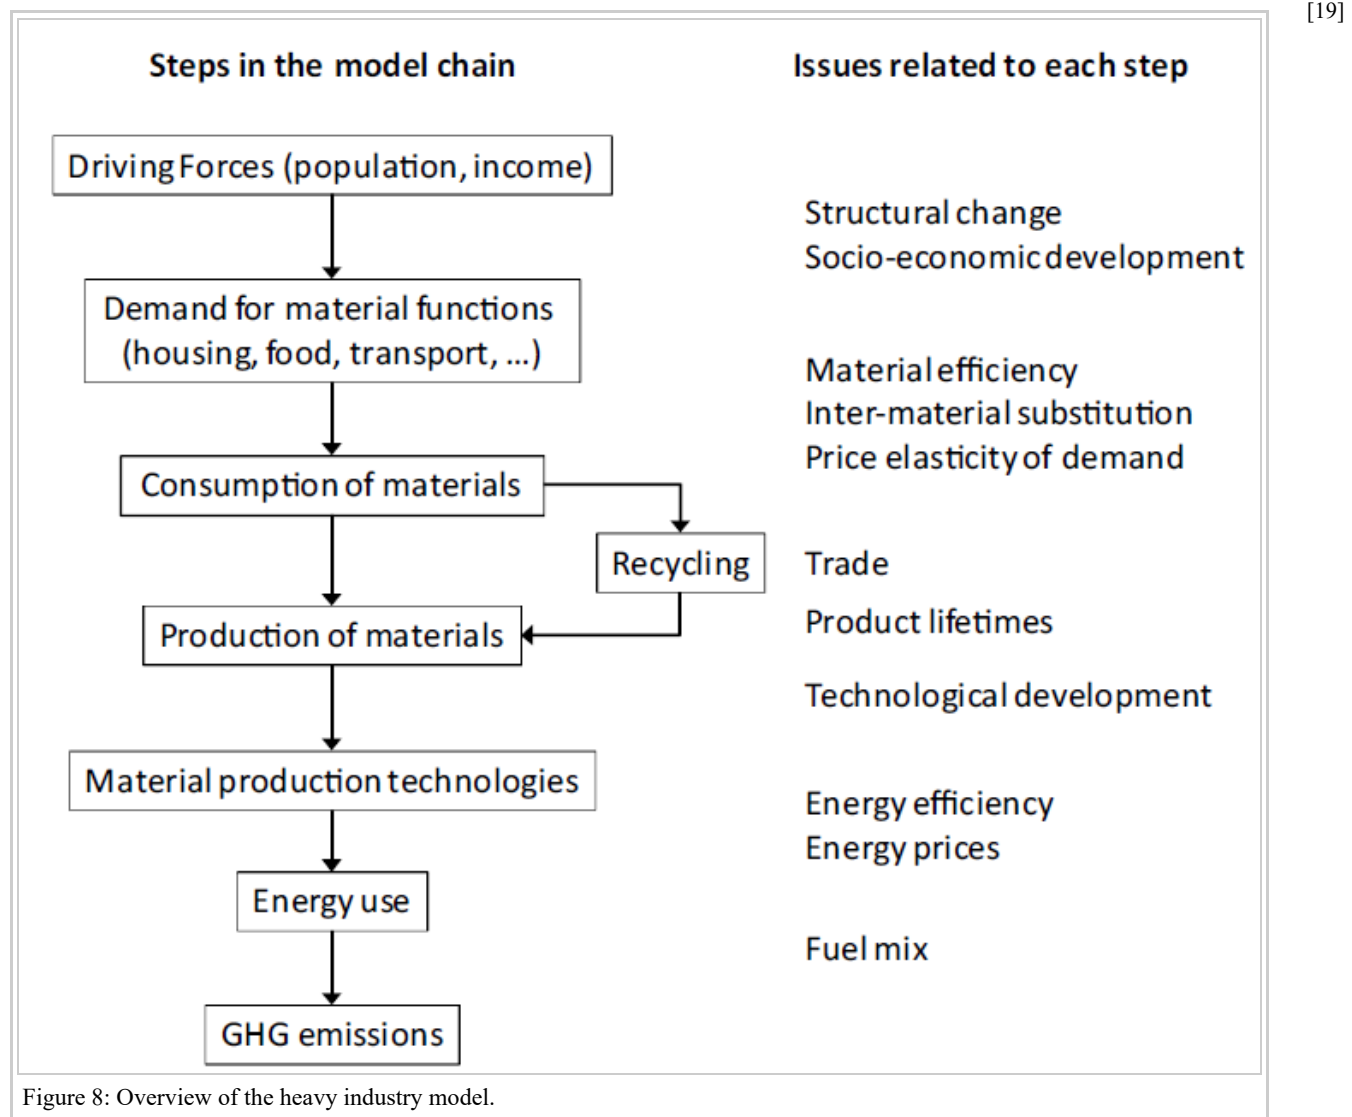 [19]
Steps in the model chain
Issues related to each step
Driving Forces (population, income)
Structural change
Socio-economic development
Demand for material functions
(housing, food, transport, ...)
Material efficiency
Inter-material substitution
Price elasticity of demand
Consumption of materials
Recycling
Trade
Production of materials
Product lifetimes
Technological development
Material production technologies
Energy efficiency
Energy prices
Energy use
Fuel mix
GHG emissions
Figure 8: Overview of the heavy industry model.